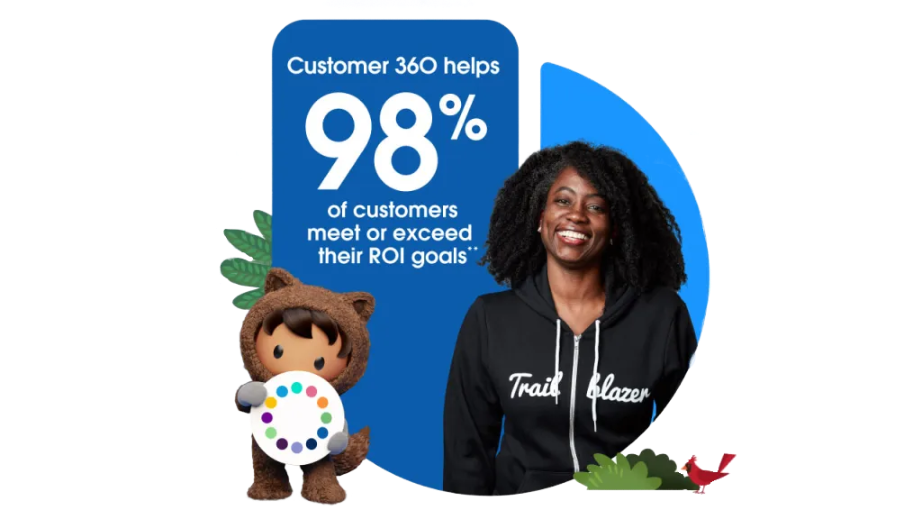 Customer 360 helps
98%
of customers
meet or exceed
their ROI goals**
Trail blazer